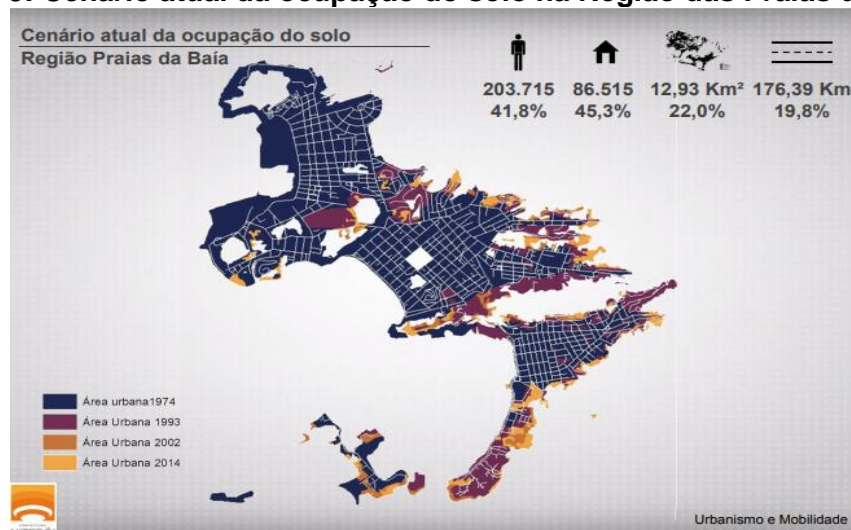 Cenário atual da ocupação do solo
Região Praias da Baía
203.715 86.515 12,93 Km² 176,39 Km
41,8% 45,3% 22,0% 19,8%
Área urbana1974
Área Urbana 1993
Área Urbana 2002
Área Urbana 2014
Urbanismo e Mobilidade